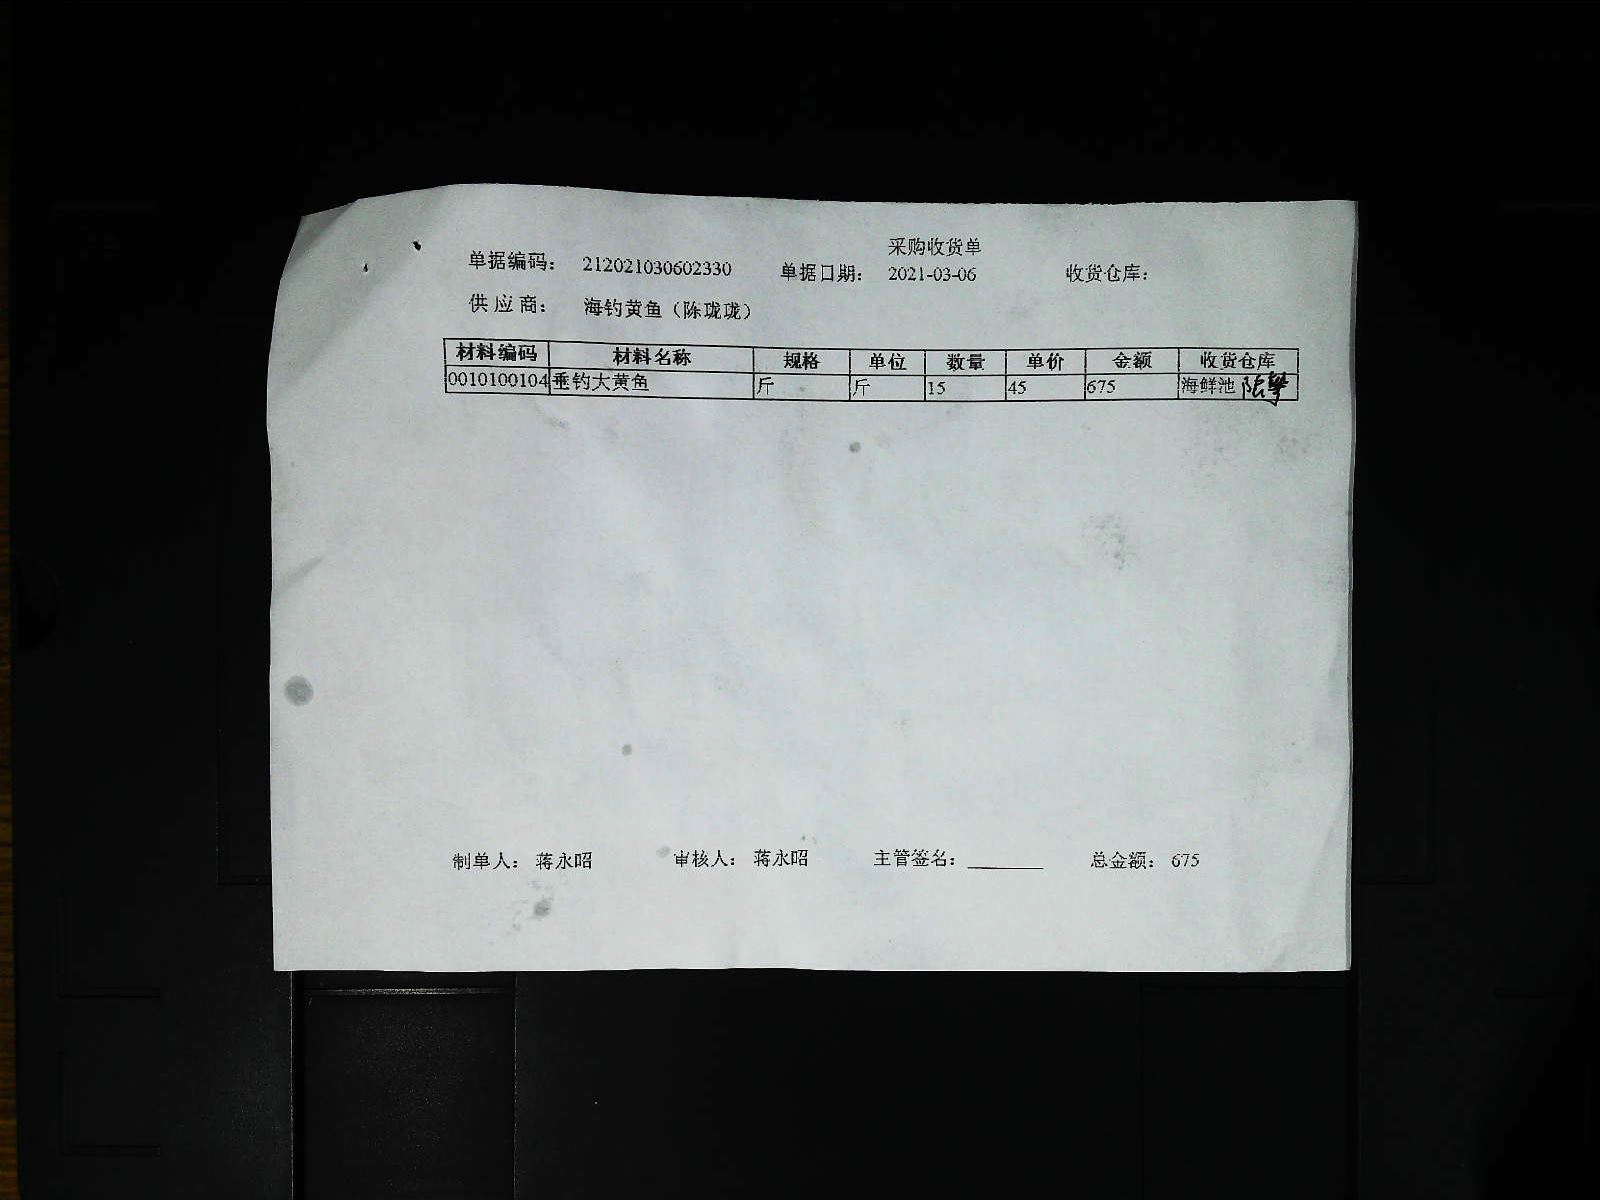 采购收货单
单据编码： 212021030602330 单据日期： 2021-03-06 收货仓库：
供 应 商： 海钓黄鱼（陈珑珑）
材料编码 材料名称 规格 单位 数量 单价 金额 收货仓库
0010100104 垂钓大黄鱼 斤 斤 15 45 675 海鲜池
制单人： 蒋永昭 审核人： 蒋永昭 主管签名： 总金额： 675